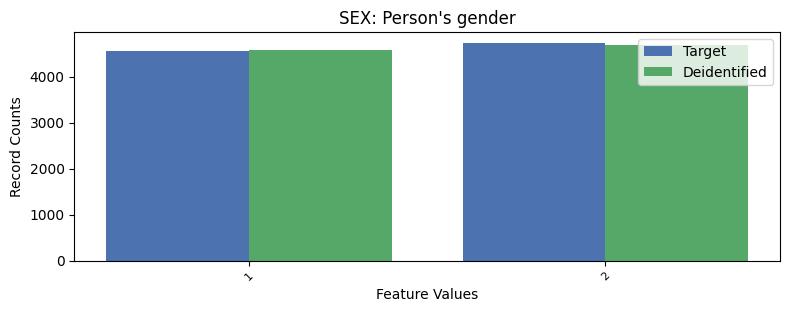 SEX: Person's gender
Target
Deidentified
Record Counts
4000
3000
2000
1000
0
1
2
Feature Values